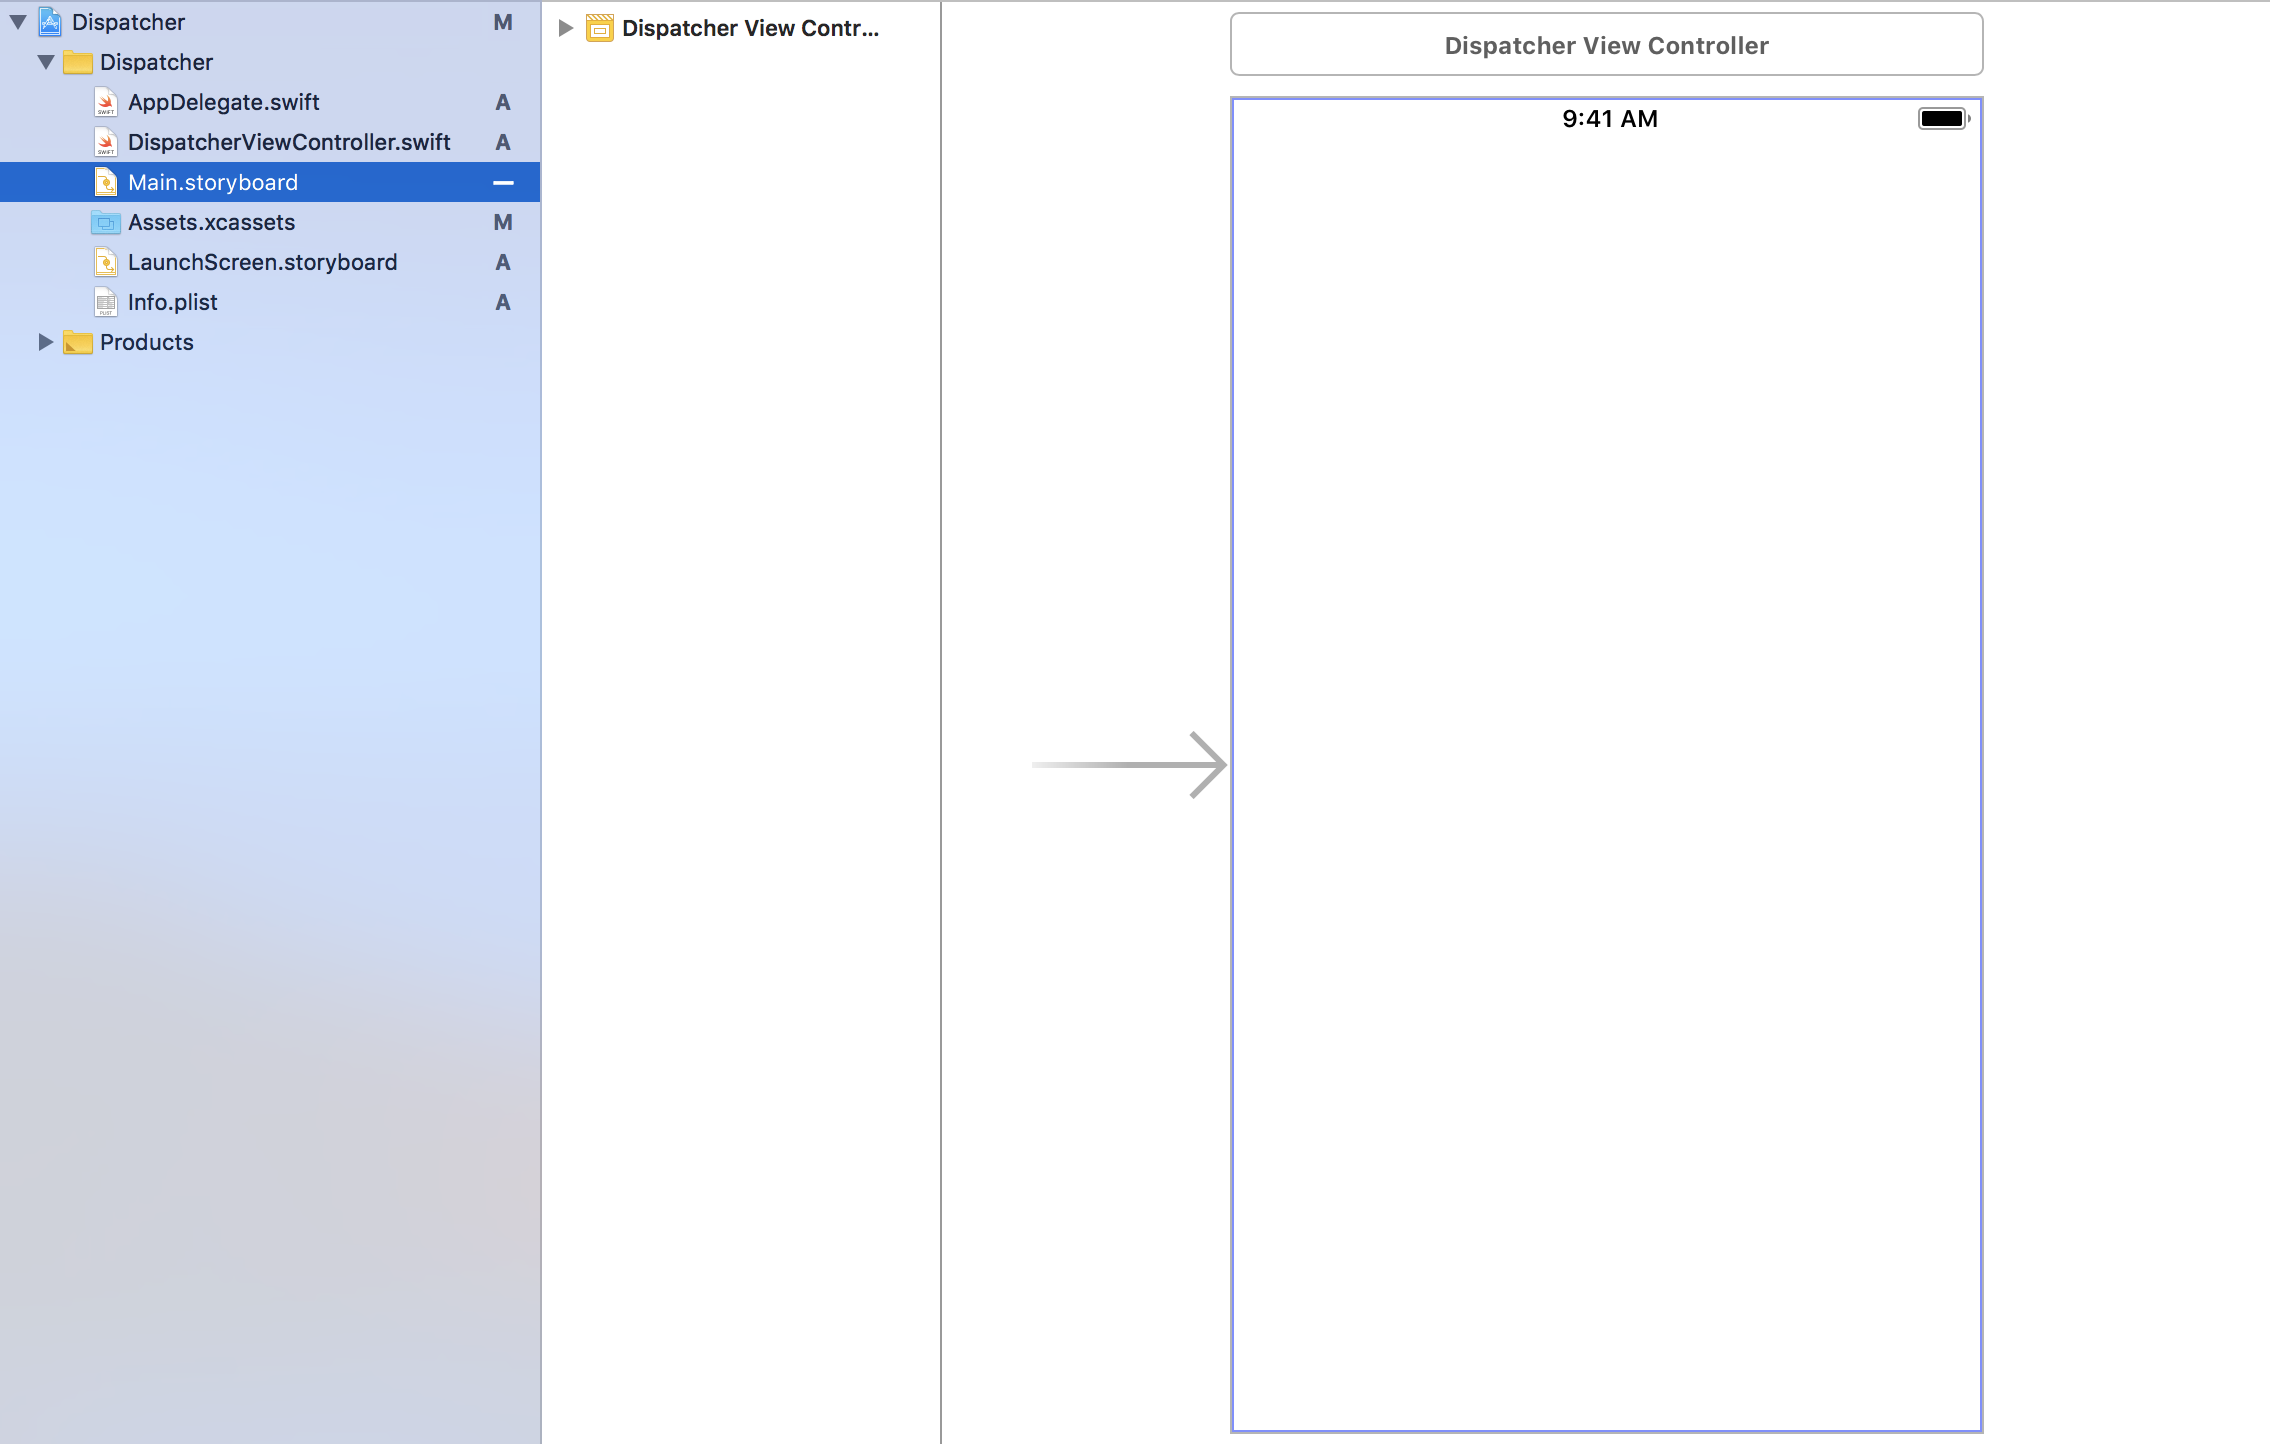 Dispatcher M
Dispatcher
AppDelegate.swift A
DispatcherViewController.swift A
Main.storyboard
Assets.xcassets M
LaunchScreen.storyboard A
Info.plist A
Products
Dispatcher View Contr...
Dispatcher View Controller
9:41 AM